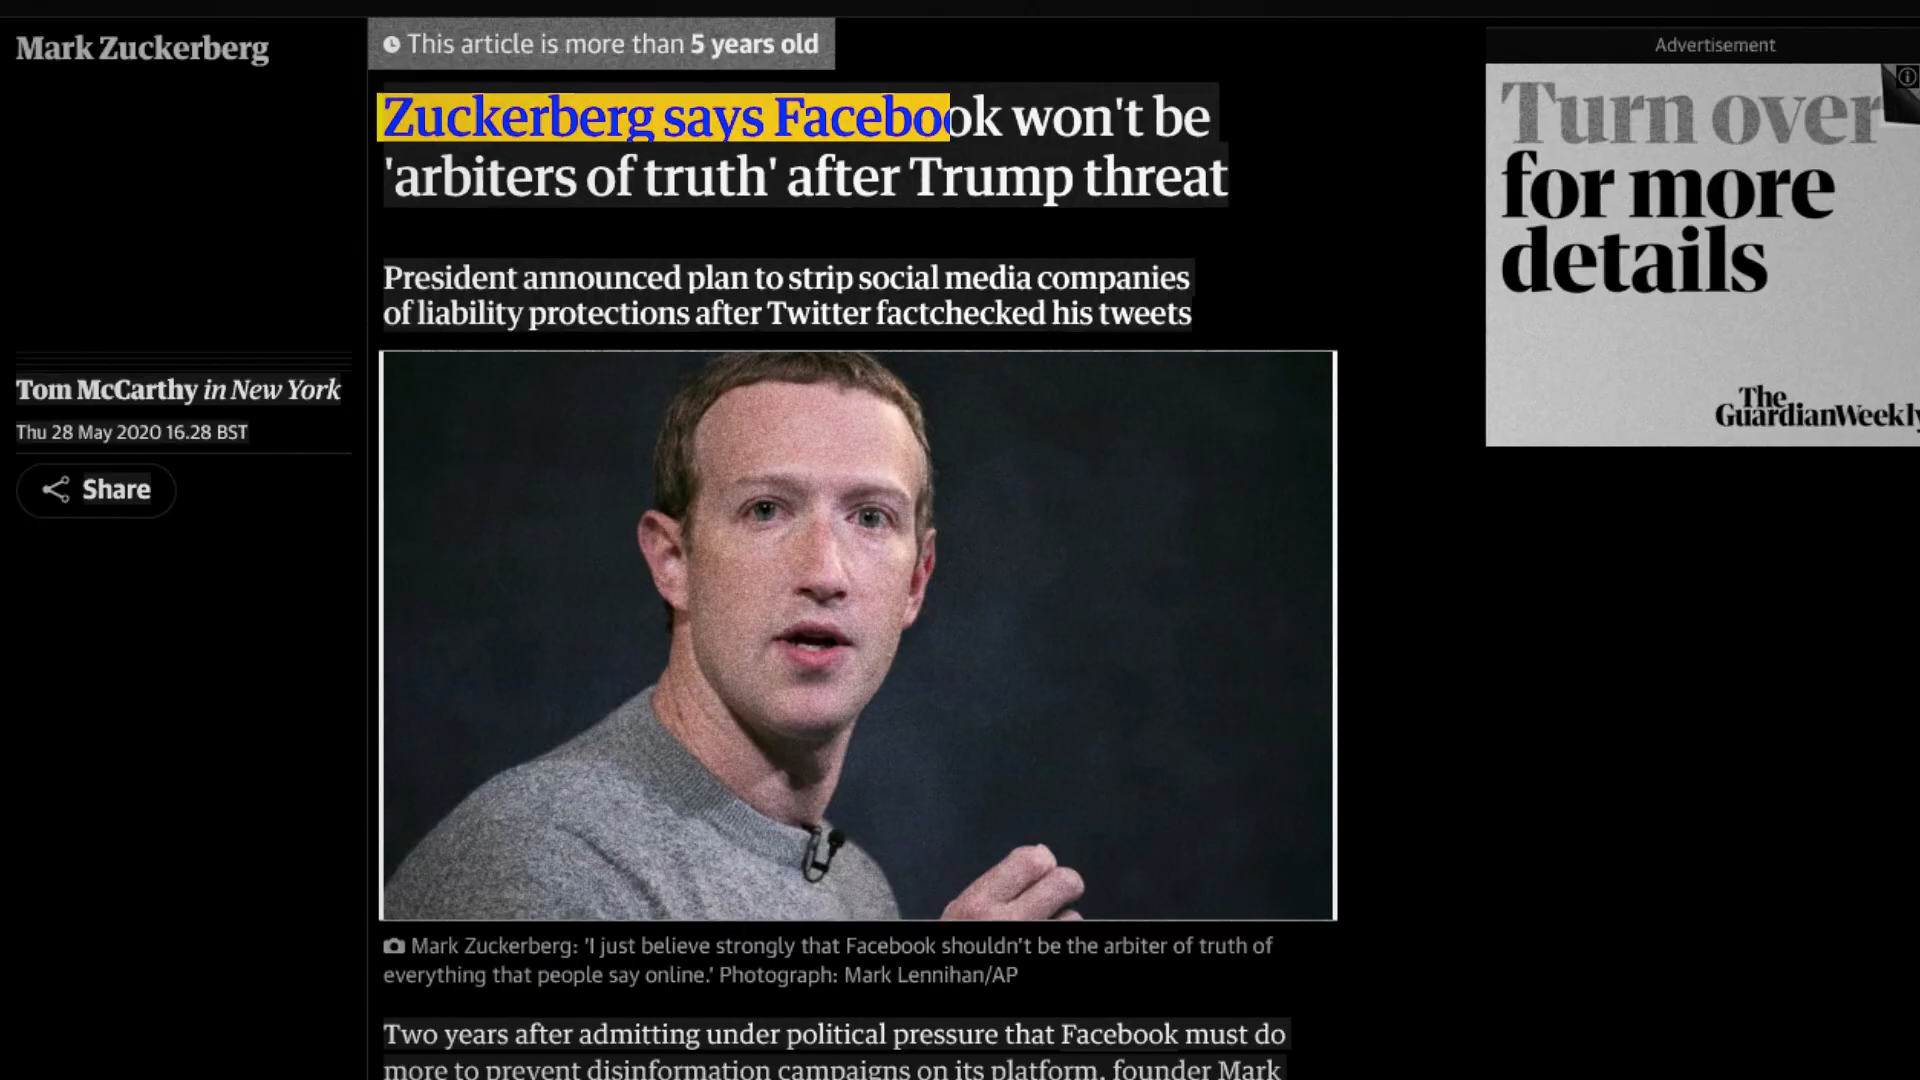 Mark Zuckerberg
This article is more than 5 years old
Zuckerberg says Facebook won't be
'arbiters of truth' after Trump threat
President announced plan to strip social media companies
of liability protections after Twitter factchecked his tweets
Tom McCarthy in New York
Thu 28 May 2020 16.28 BST
Share
Mark Zuckerberg: 'I just believe strongly that Facebook shouldn't be the arbiter of truth of
everything that people say online.' Photograph: Mark Lennihan/AP
Two years after admitting under political pressure that Facebook must do
more to prevent disinformation campaigns on its platform, founder Mark
Advertisement
Turn over
for more
details
The
GuardianWeekly